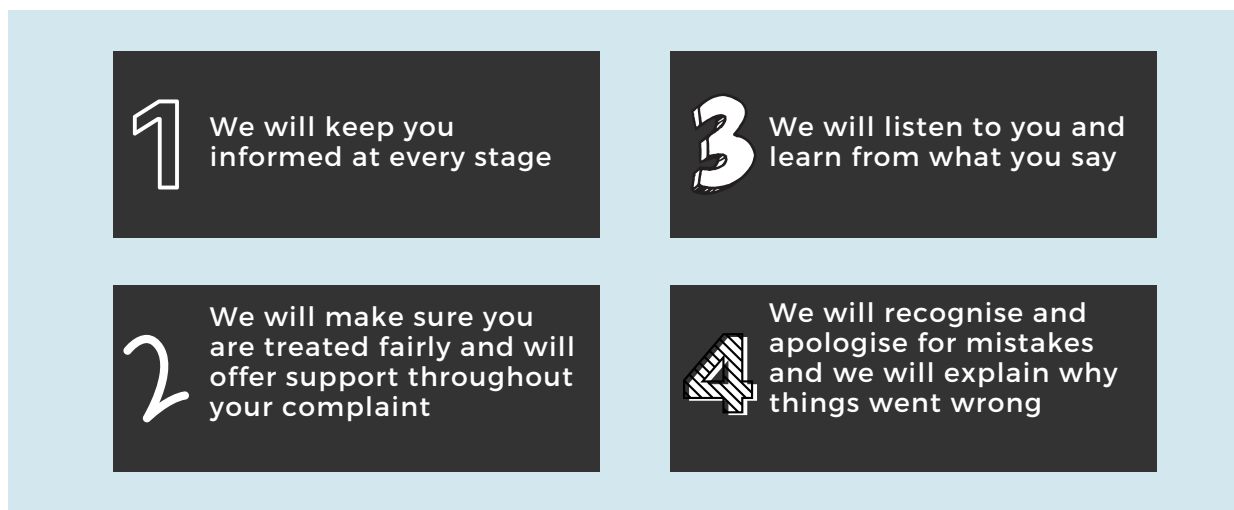 1
We will keep you
informed at every stage
2
We will make sure you
are treated fairly and will
offer support throughout
your complaint
3
We will listen to you and
learn from what you say
4
We will recognise and
apologise for mistakes
and we will explain why
things went wrong